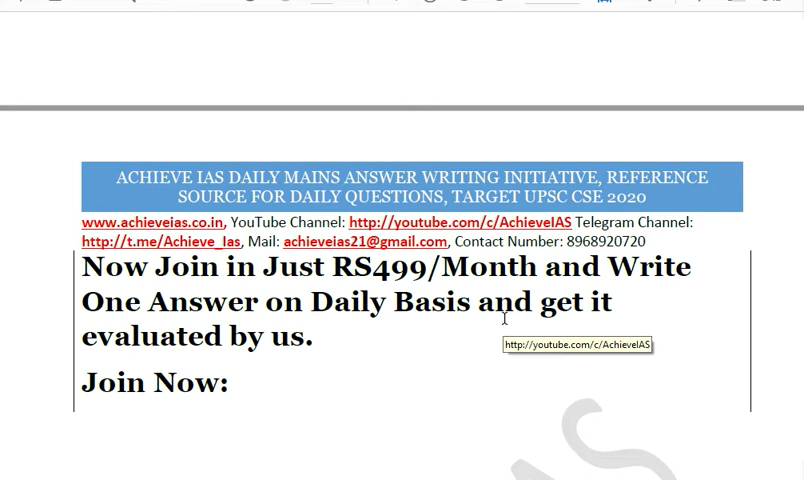 ACHIEVE IAS DAILY MAINS ANSWER WRITING INITIATIVE, REFERENCE
SOURCE FOR DAILY QUESTIONS, TARGET UPSC CSE 2020
www.achieveias.co.in, YouTube Channel: http://youtube.com/c/AchieveIAS Telegram Channel:
http://t.me/Achieve_Ias, Mail: achieveias21@gmail.com, Contact Number: 8968920720
Now Join in Just RS499/Month and Write
One Answer on Daily Basis and get it
evaluated by us.
http://youtube.com/c/AchieveIAS
Join Now: